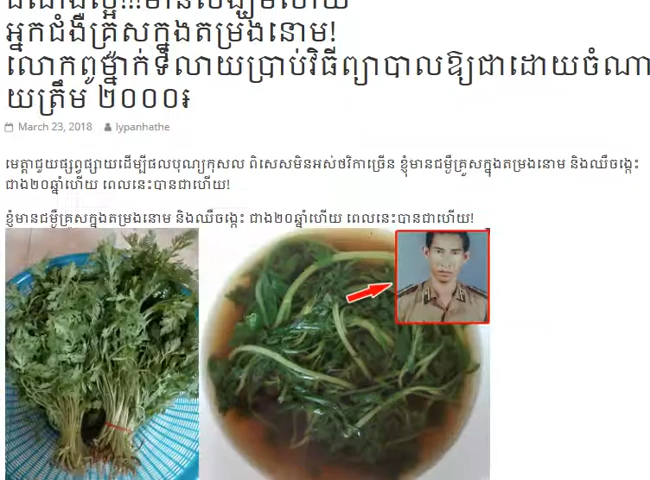 អ្នកជំងឺគ្រួសក្នុងតម្រងនោម!
លោកពូថ្នាក់ទីលាយប្រាប់វិធីព្យាបាលឱ្យជាដោយចំណា
យត្រឹម ២០០០៛
March 23, 2018 lypanhathe
មេត្តាជួយផ្សព្វផ្សាយដើម្បីផលបុណ្យកុសល ពិសេសមិនអស់ថវិកាច្រើន ខ្ញុំមានជម្ងឺគ្រួសក្នុងតម្រងនោម និងឈឺចង្កេះ
ជាង២០ឆ្នាំហើយ ពេលនេះបានជាហើយ!
ខ្ញុំមានជម្ងឺគ្រួសក្នុងតម្រងនោម និងឈឺចង្កេះ ជាង២០ឆ្នាំហើយ ពេលនេះបានជាហើយ!